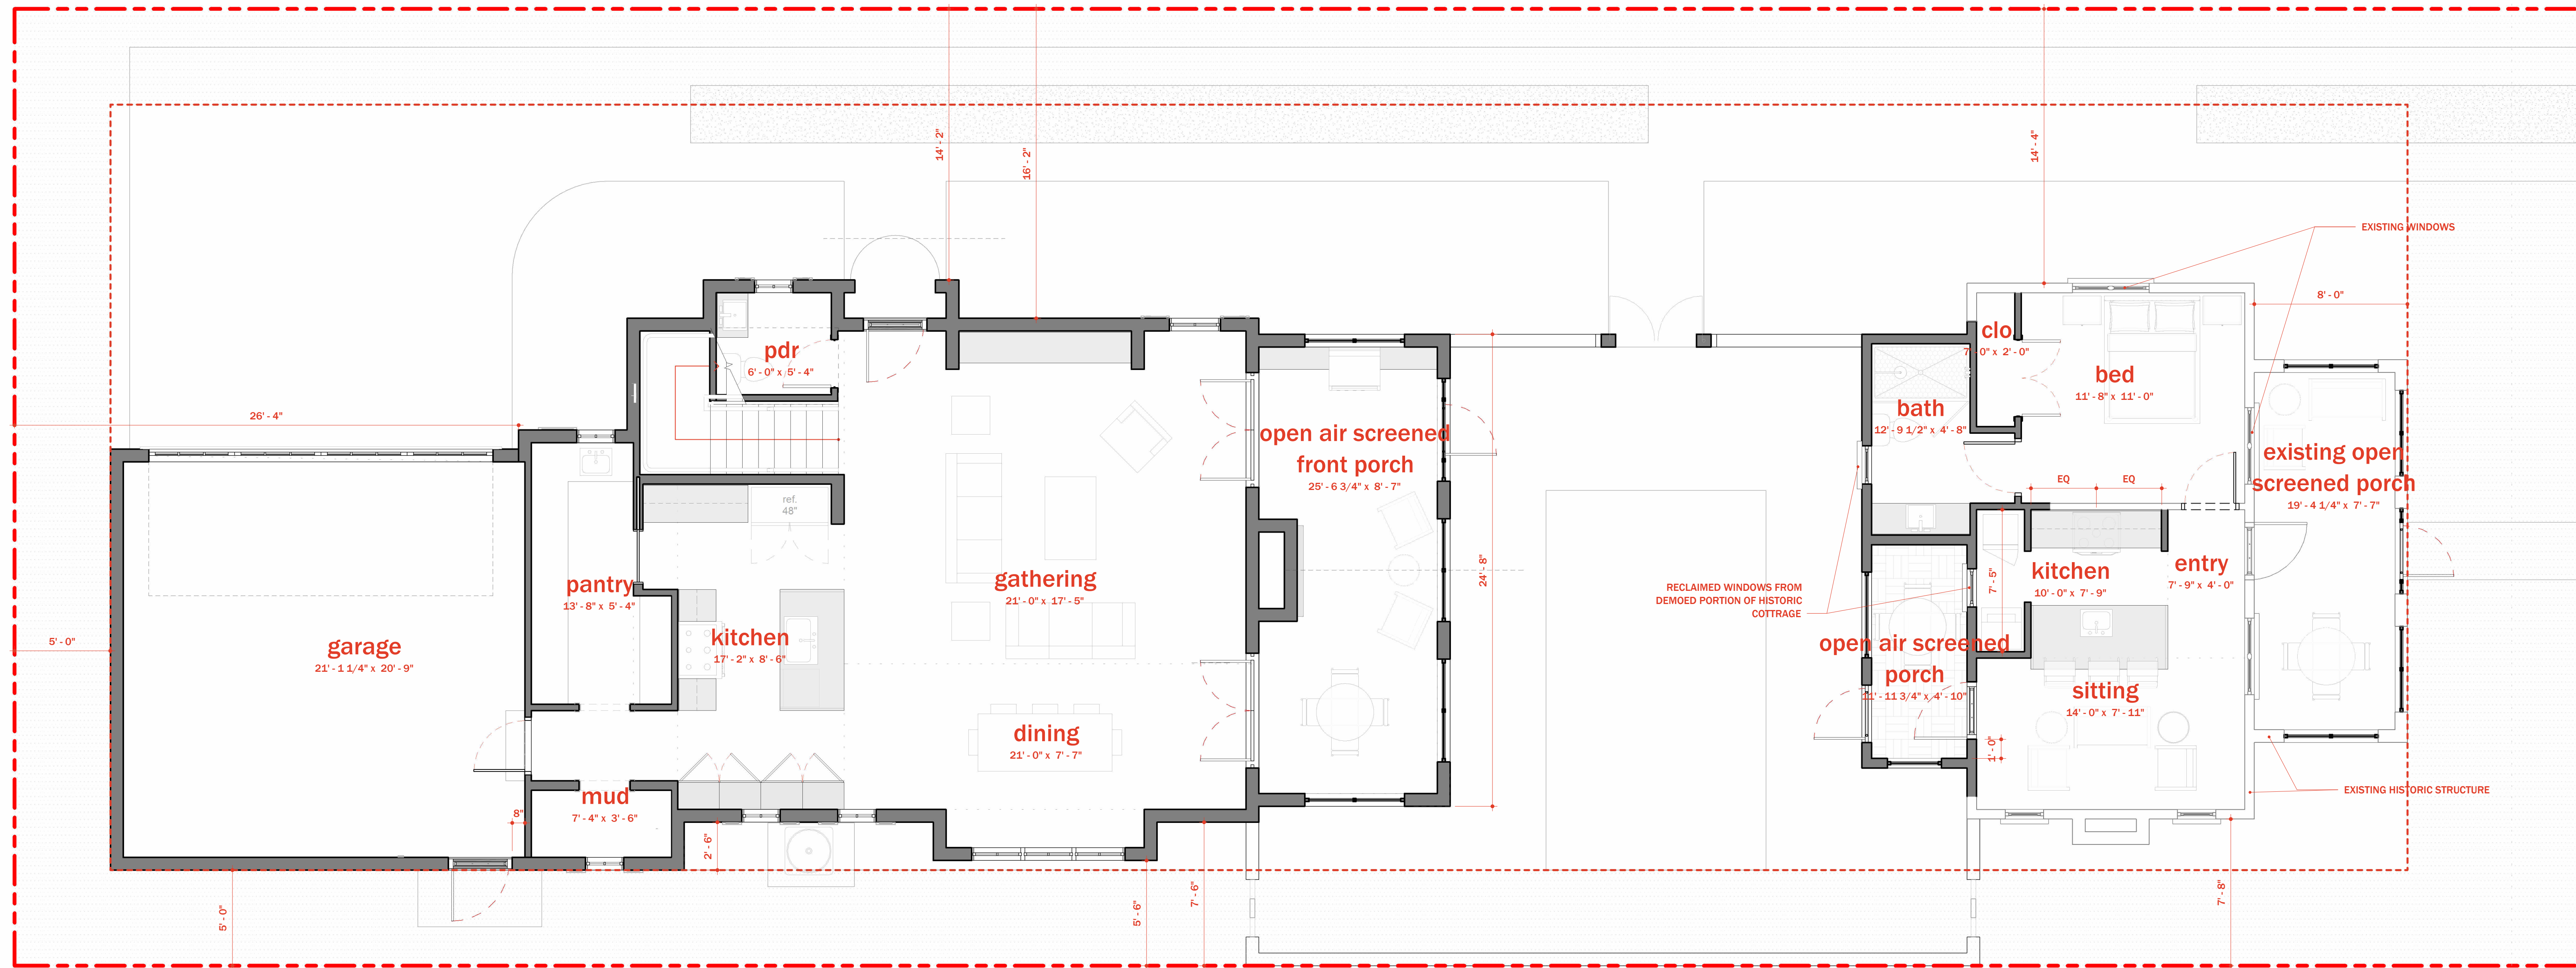 14' - 2"
16' - 2"
14' - 4"
EXISTING WINDOWS
8' - 0"
26' - 4"
pdr
6' - 0" x 5' - 4"
ref.
48"
clo
7' - 0" x 2' - 0"
bed
11' - 8" x 11' - 0"
bath
12' - 9 1/2" x 4' - 8"
open air screened
front porch
25' - 6 3/4" x 8' - 7"
existing open
screened porch
19' - 4 1/4" x 7' - 7"
EQ
EQ
24' - 8"
pantry
13' - 8" x 5' - 4"
gathering
21' - 0" x 17' - 5"
RECLAIMED WINDOWS FROM
DEMOED PORTION OF HISTORIC
COTTRAGE
7' - 5"
kitchen
10' - 0" x 7' - 9"
entry
7' - 9" x 4' - 0"
5' - 0"
garage
21' - 1 1/4" x 20' - 9"
kitchen
17' - 2" x 8' - 6"
open air screened
porch
11' - 11 3/4" x 4' - 10"
sitting
14' - 0" x 7' - 11"
dining
21' - 0" x 7' - 7"
1' - 0"
mud
7' - 4" x 3' - 6"
8"
2' - 6"
EXISTING HISTORIC STRUCTURE
5' - 0"
5' - 6"
7' - 6"
7' - 8"